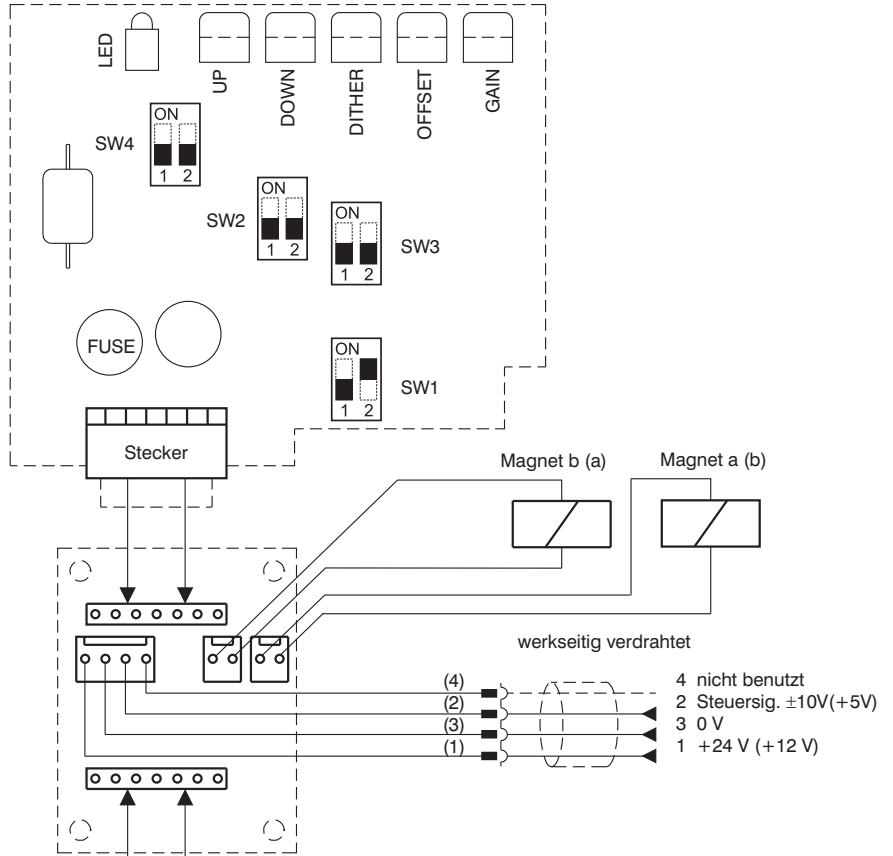 LED
UP
DOWN
DITHER
OFFSET
GAIN
SW4
ON
1 2
SW2
ON
1 2
ON
1 2
SW3
FUSE
ON
1 2
SW1
Stecker
Magnet b (a)
Magnet a (b)
werkseitig verdrahtet
(4)
4 nicht benutzt
(2)
2 Steuersig. ±10V(+5V)
(3)
3 0 V
(1)
1 +24 V (+12 V)